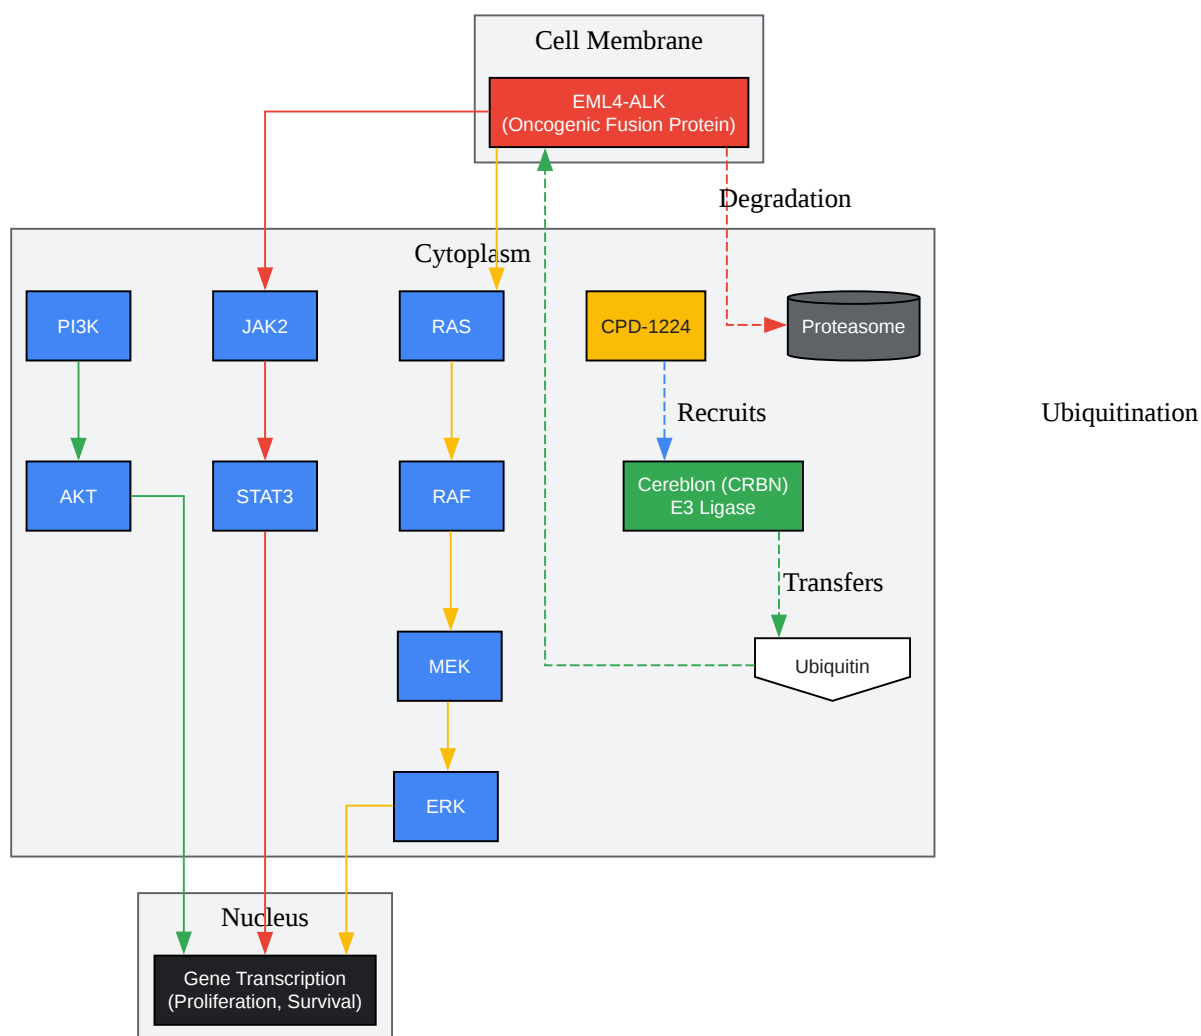 Cell Membrane
EML4-ALK
(Oncogenic Fusion Protein)
Degradation
Cytoplasm
PI3K
JAK2
RAS
CPD-1224
Proteasome
Recruits
Ubiquitination
AKT
STAT3
RAF
Cereblon (CRBN)
E3 Ligase
Transfers
MEK
Ubiquitin
ERK
Nucleus
Gene Transcription
(Proliferation, Survival)